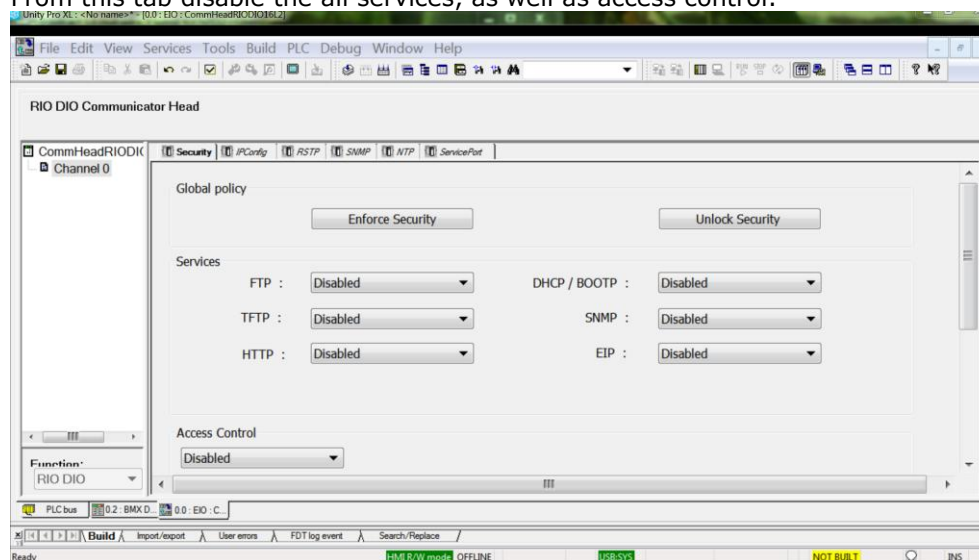 From this tab disable the all services, as well as access control.
Unity Pro XL : <No name>* - [0.0 : EIO : CommHeadRIODIO16L2]
File Edit View Services Tools Build PLC Debug Window Help
RIO DIO Communicator Head
CommHeadRIODI(
Channel 0
Security IPConfig RSTP SNMP NTP ServicePort
Global policy
Enforce Security Unlock Security
Services
FTP : Disabled DHCP / BOOTP : Disabled
TFTP : Disabled SNMP : Disabled
HTTP : Disabled EIP : Disabled
Access Control
Disabled
Function:
RIO DIO
PLC bus 0.2 : BMX D... 0.0 : EIO : C...
Build Import/export User errors FDT log event Search/Replace
Ready HMI R/W mode OFFLINE USB:SYS NOT BUILT INS